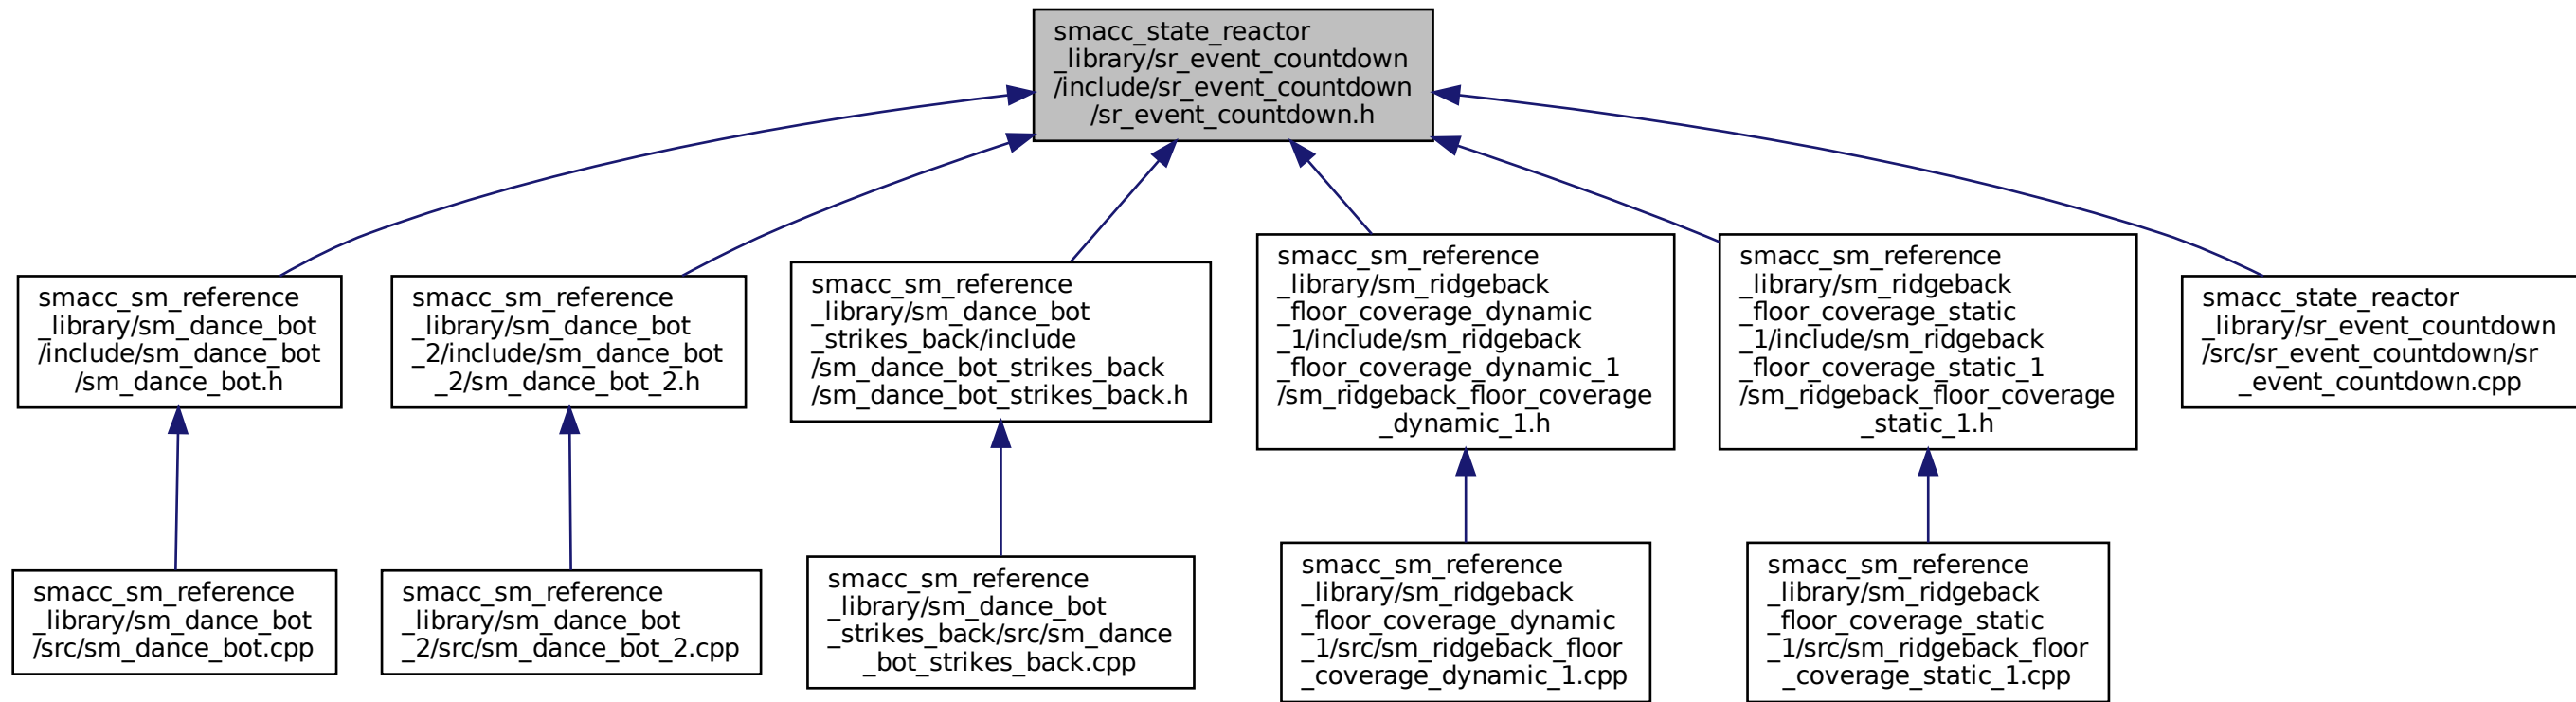 smacc_state_reactor
_library/sr_event_countdown
/include/sr_event_countdown
/sr_event_countdown.h
smacc_sm_reference
_library/sm_dance_bot
/include/sm_dance_bot
/sm_dance_bot.h
smacc_sm_reference
_library/sm_dance_bot
_2/include/sm_dance_bot
_2/sm_dance_bot_2.h
smacc_sm_reference
_library/sm_dance_bot
_strikes_back/include
/sm_dance_bot_strikes_back
/sm_dance_bot_strikes_back.h
smacc_sm_reference
_library/sm_ridgeback
_floor_coverage_dynamic
_1/include/sm_ridgeback
_floor_coverage_dynamic_1
/sm_ridgeback_floor_coverage
_dynamic_1.h
smacc_sm_reference
_library/sm_ridgeback
_floor_coverage_static
_1/include/sm_ridgeback
_floor_coverage_static_1
/sm_ridgeback_floor_coverage
_static_1.h
smacc_state_reactor
_library/sr_event_countdown
/src/sr_event_countdown/sr
_event_countdown.cpp
smacc_sm_reference
_library/sm_dance_bot
/src/sm_dance_bot.cpp
smacc_sm_reference
_library/sm_dance_bot
_2/src/sm_dance_bot_2.cpp
smacc_sm_reference
_library/sm_dance_bot
_strikes_back/src/sm_dance
_bot_strikes_back.cpp
smacc_sm_reference
_library/sm_ridgeback
_floor_coverage_dynamic
_1/src/sm_ridgeback_floor
_coverage_dynamic_1.cpp
smacc_sm_reference
_library/sm_ridgeback
_floor_coverage_static
_1/src/sm_ridgeback_floor
_coverage_static_1.cpp